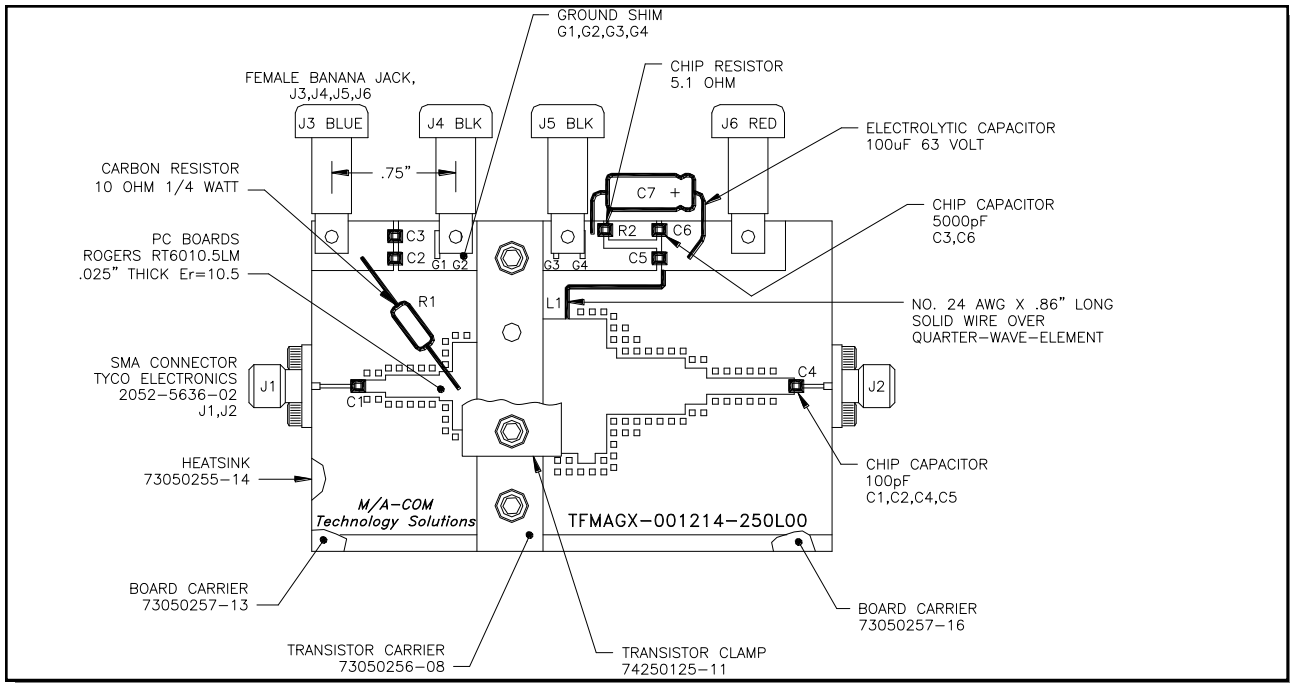 GROUND SHIM
G1,G2,G3,G4
CHIP RESISTOR
5.1 OHM
FEMALE BANANA JACK,
J3,J4,J5,J6
J3 BLUE
J4 BLK
J5 BLK
J6 RED
ELECTROLYTIC CAPACITOR
100uF 63 VOLT
CARBON RESISTOR
10 OHM 1/4 WATT
.75"
C7 +
CHIP CAPACITOR
5000pF
C3,C6
PC BOARDS
ROGERS RT6010.5LM
.025" THICK Er=10.5
C3
C2
G1 G2
R2
C6
C5
G3 G4
R1
L1
NO. 24 AWG X .86" LONG
SOLID WIRE OVER
QUARTER-WAVE-ELEMENT
SMA CONNECTOR
TYCO ELECTRONICS
2052-5636-02
J1,J2
J1
C1
C4
J2
HEATSINK
73050255-14
CHIP CAPACITOR
100pF
C1,C2,C4,C5
M/A-COM
Technology Solutions
TFMAGX-001214-250L00
BOARD CARRIER
73050257-13
BOARD CARRIER
73050257-16
TRANSISTOR CARRIER
73050256-08
TRANSISTOR CLAMP
74250125-11